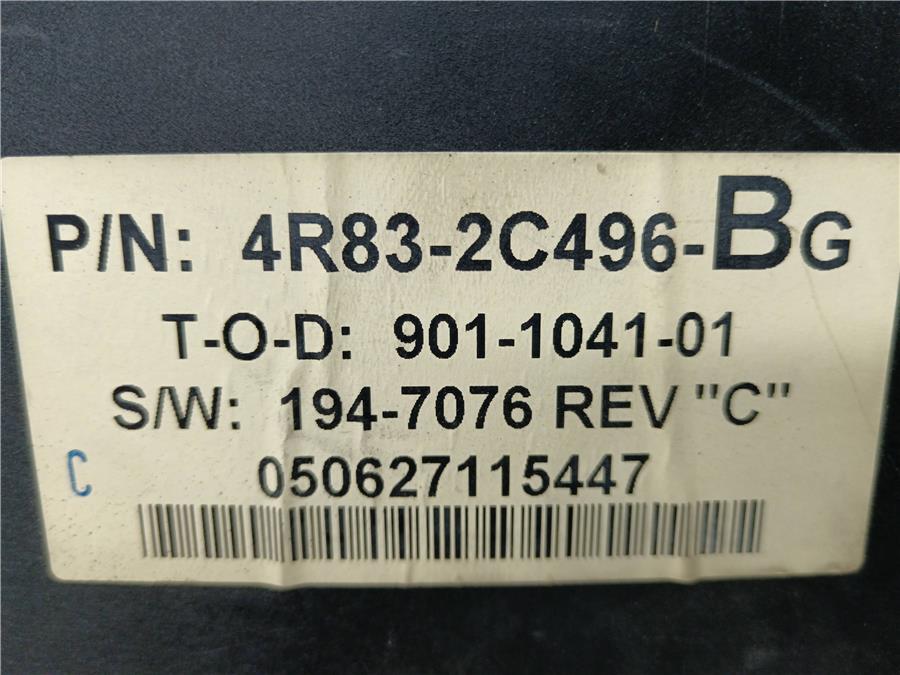 P/N: 4R83-2C496-BG
T-O-D: 901-1041-01
S/W: 194-7076 REV "C"
C 050627115447